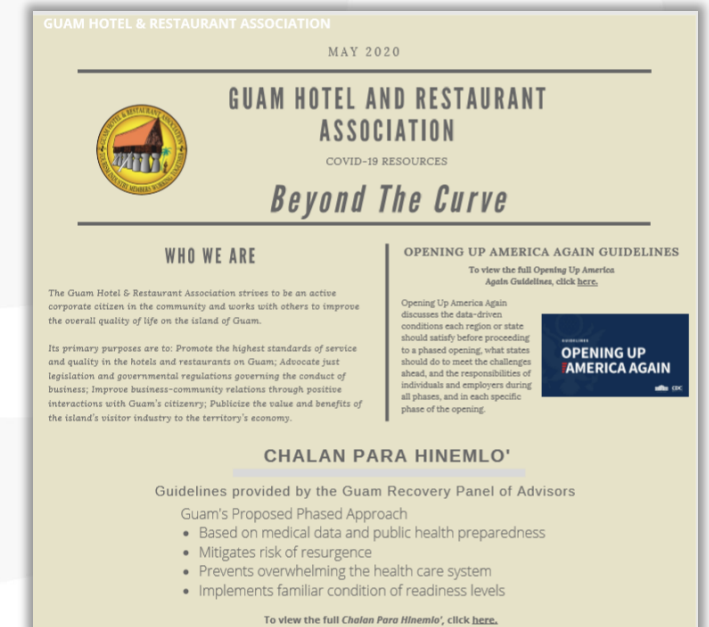 GUAM HOTEL & RESTAURANT ASSOCIATION
MAY 2020
GUAM HOTEL AND RESTAURANT
ASSOCIATION
COVID-19 RESOURCES
Beyond The Curve
WHO WE ARE
The Guam Hotel & Restaurant Association strives to be an active
corporate citizen in the community and works with others to improve
the overall quality of life on the island of Guam.
Its primary purposes are to: Promote the highest standards of service
and quality in the hotels and restaurants on Guam; Advocate just
legislation and governmental regulations governing the conduct of
business; Improve business-community relations through positive
interactions with Guam's citizenry; Publicize the value and benefits of
the island's visitor industry to the territory's economy.
OPENING UP AMERICA AGAIN GUIDELINES
To view the full Opening Up America
Again Guidelines, click here.
Opening Up America Again
discusses the data-driven
conditions each region or state
should satisfy before proceeding
to a phased opening, what states
should do to meet the challenges
ahead, and the responsibilities of
individuals and employers during
all phases, and in each specific
phase of the opening.
GUIDELINES
OPENING UP
AMERICA AGAIN
CDC
CHALAN PARA HINEMLO'
Guidelines provided by the Guam Recovery Panel of Advisors
Guam's Proposed Phased Approach
• Based on medical data and public health preparedness
• Mitigates risk of resurgence
• Prevents overwhelming the health care system
• Implements familiar condition of readiness levels
To view the full Chalan Para Hinemlo', click here.